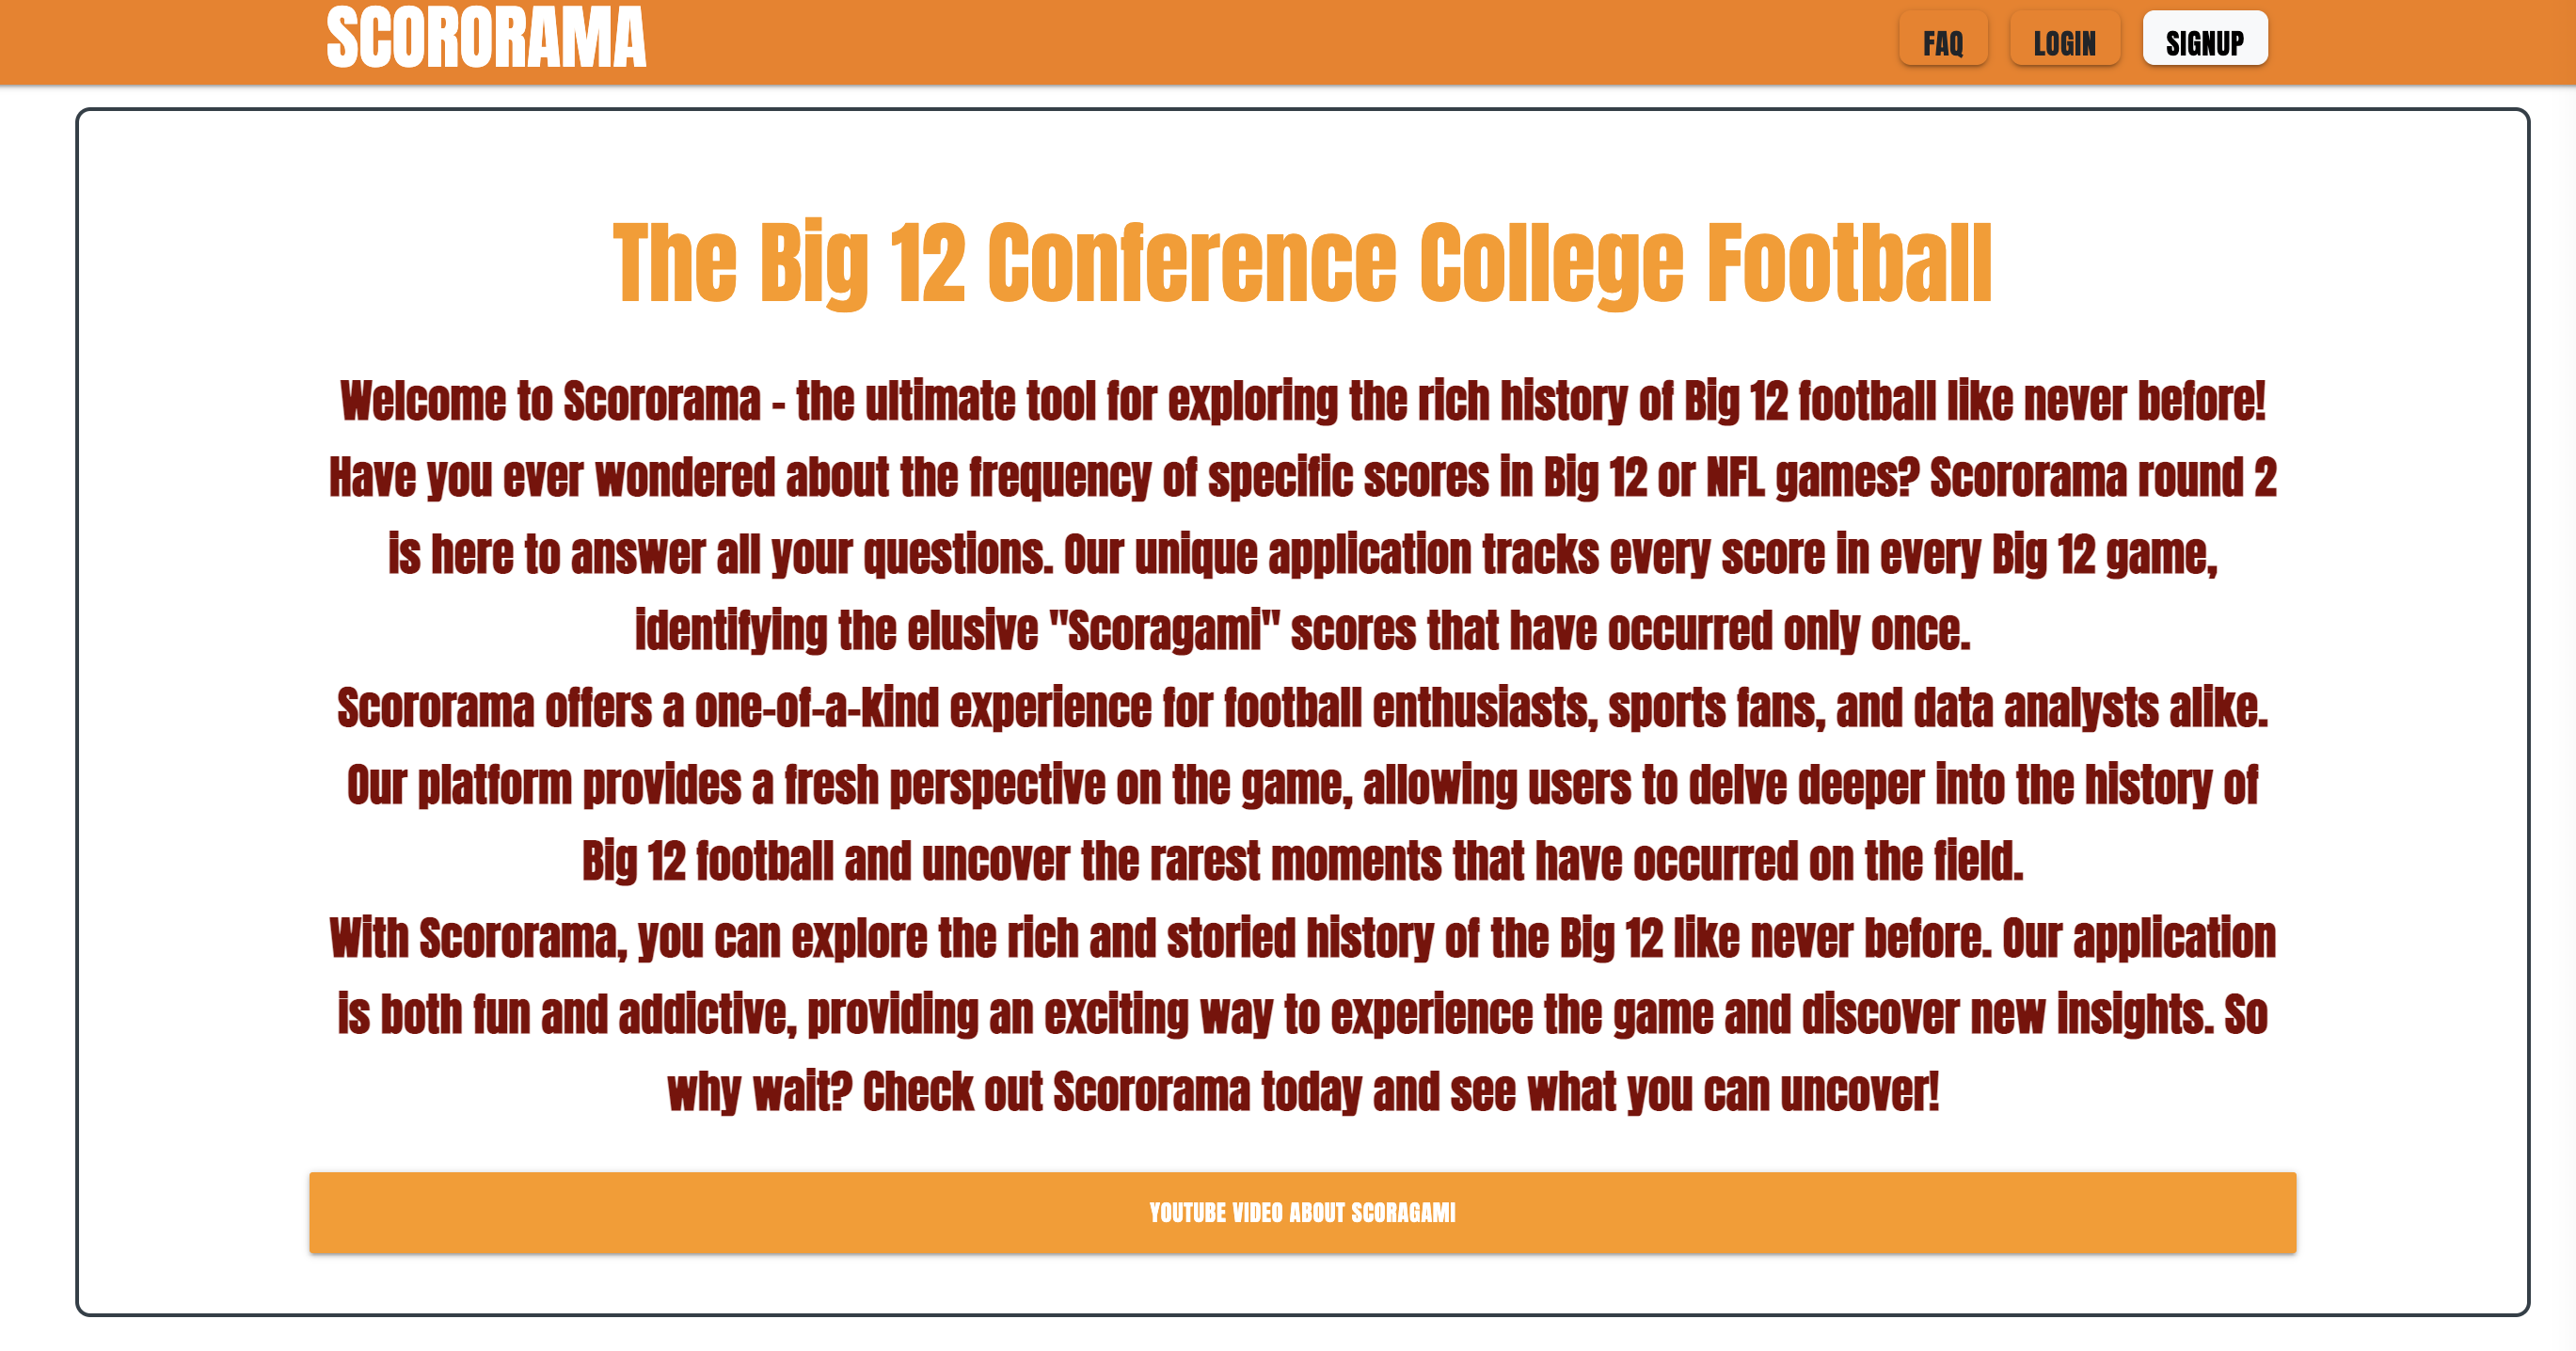 SCORORAMA
FAQ
LOGIN
SIGNUP
The Big 12 Conference College Football
Welcome to Scororama - the ultimate tool for exploring the rich history of Big 12 football like never before!
Have you ever wondered about the frequency of specific scores in Big 12 or NFL games? Scororama round 2
is here to answer all your questions. Our unique application tracks every score in every Big 12 game,
identifying the elusive "Scoragami" scores that have occurred only once.
Scororama offers a one-of-a-kind experience for football enthusiasts, sports fans, and data analysts alike.
Our platform provides a fresh perspective on the game, allowing users to delve deeper into the history of
Big 12 football and uncover the rarest moments that have occurred on the field.
With Scororama, you can explore the rich and storied history of the Big 12 like never before. Our application
is both fun and addictive, providing an exciting way to experience the game and discover new insights. So
why wait? Check out Scororama today and see what you can uncover!
YOUTUBE VIDEO ABOUT SCORAGAMI